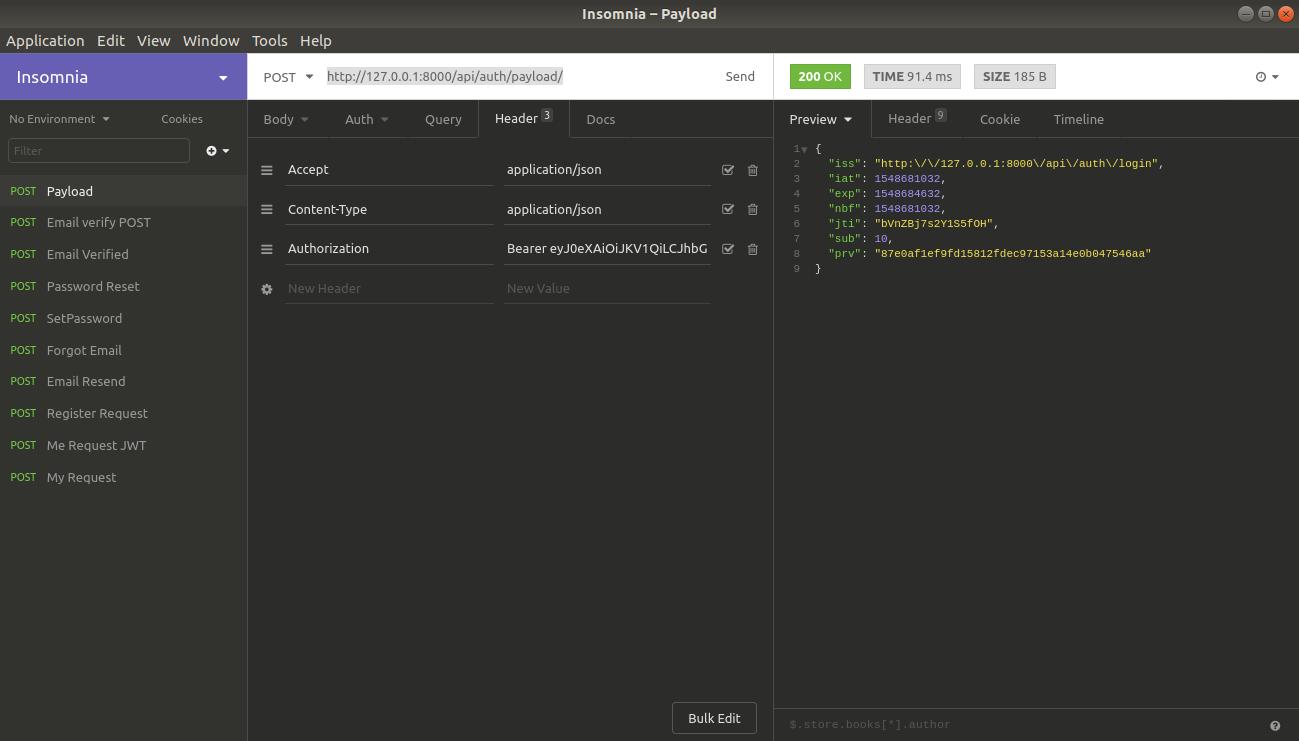 Insomnia – Payload
Application Edit View Window Tools Help
Insomnia
POST http://127.0.0.1:8000/api/auth/payload/ Send
200 OK TIME 91.4 ms SIZE 185 B
No Environment Cookies
Filter
POST Payload
POST Email verify POST
POST Email Verified
POST Password Reset
POST SetPassword
POST Forgot Email
POST Email Resend
POST Register Request
POST Me Request JWT
POST My Request
Body Auth Query Header 3 Docs
Accept application/json
Content-Type application/json
Authorization Bearer eyJ0eXAiOiJKV1QiLCJhbG
New Header New Value
Bulk Edit
Preview Header 9 Cookie Timeline
1 {
2 "iss": "http:\/\/127.0.0.1:8000\/api\/auth\/login",
3 "iat": 1548681032,
4 "exp": 1548684632,
5 "nbf": 1548681032,
6 "jti": "bVnZBj7s2Y1S5fOH",
7 "sub": 10,
8 "prv": "87e0af1ef9fd15812fdec97153a14e0b047546aa"
9 }
$.store.books[*].author